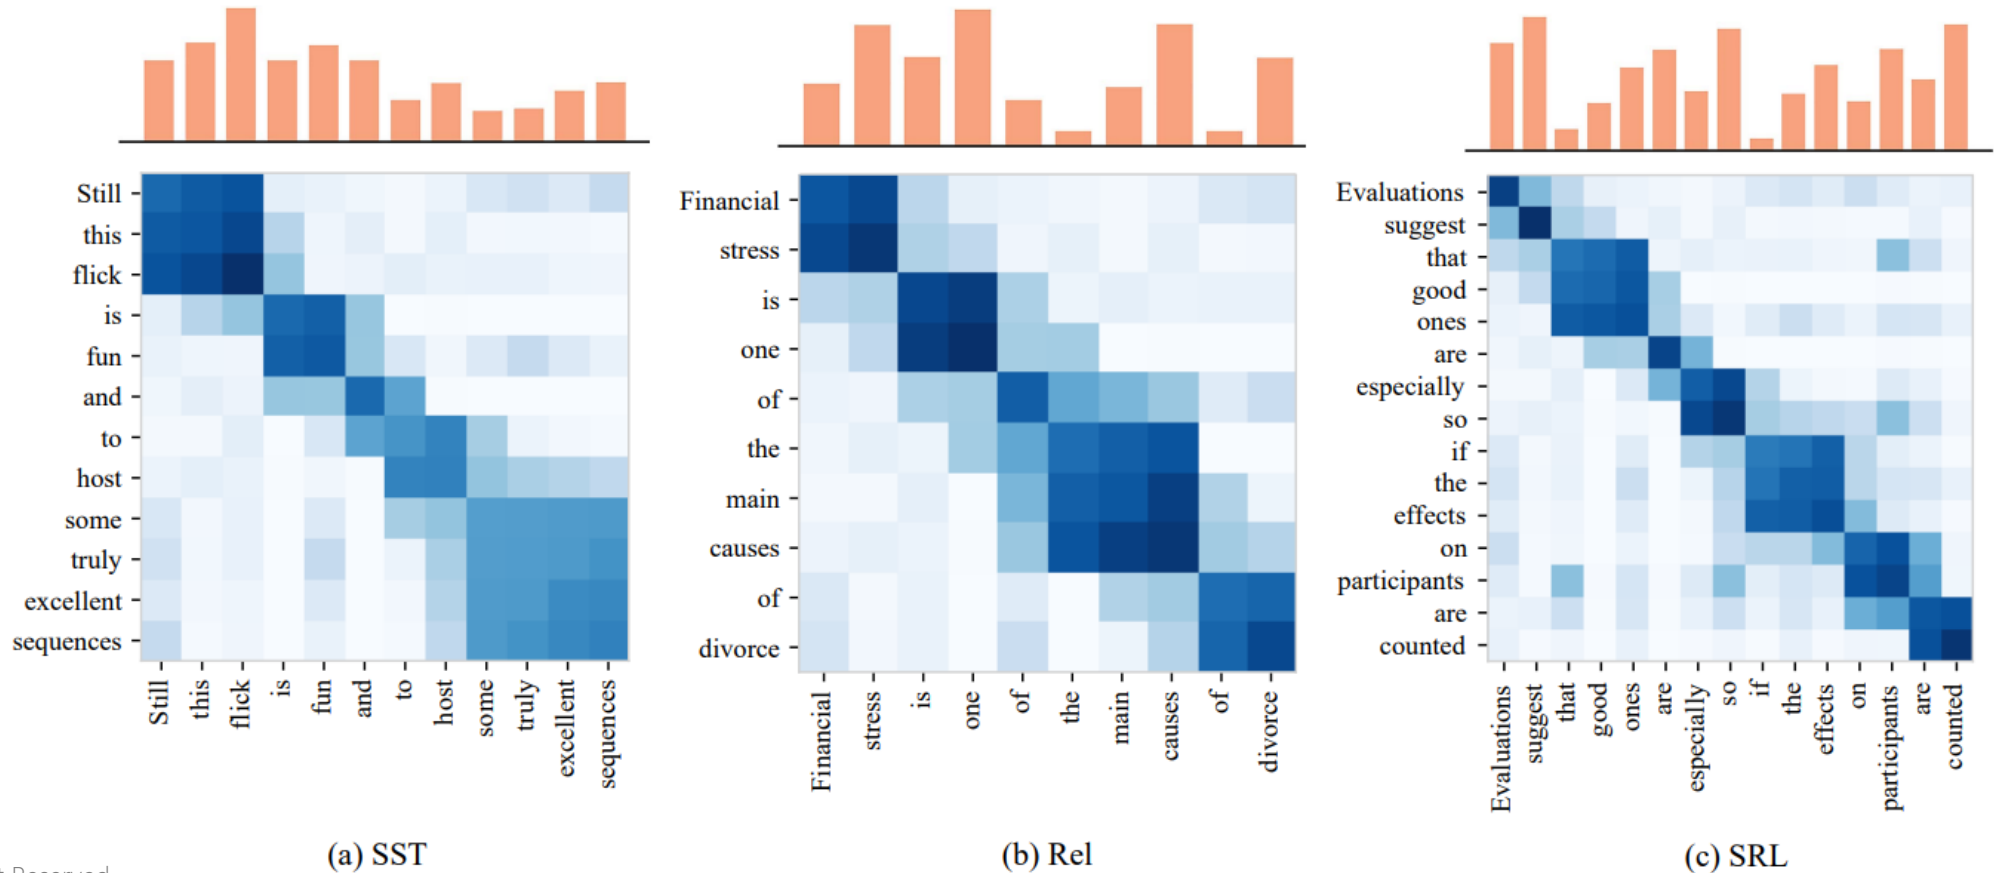 Still
this
flick
is
fun
and
to
host
some
truly
excellent
sequences
Still
this
flick
is
fun
and
to
host
some
truly
excellent
sequences
(a) SST
Financial
stress
is
one
of
the
main
causes
of
divorce
Financial
stress
is
one
of
the
main
causes
of
divorce
(b) Rel
Evaluations
suggest
that
good
ones
are
especially
so
if
the
effects
on
participants
are
counted
Evaluations
suggest
that
good
ones
are
especially
so
if
the
effects
on
participants
are
counted
(c) SRL
Reserved